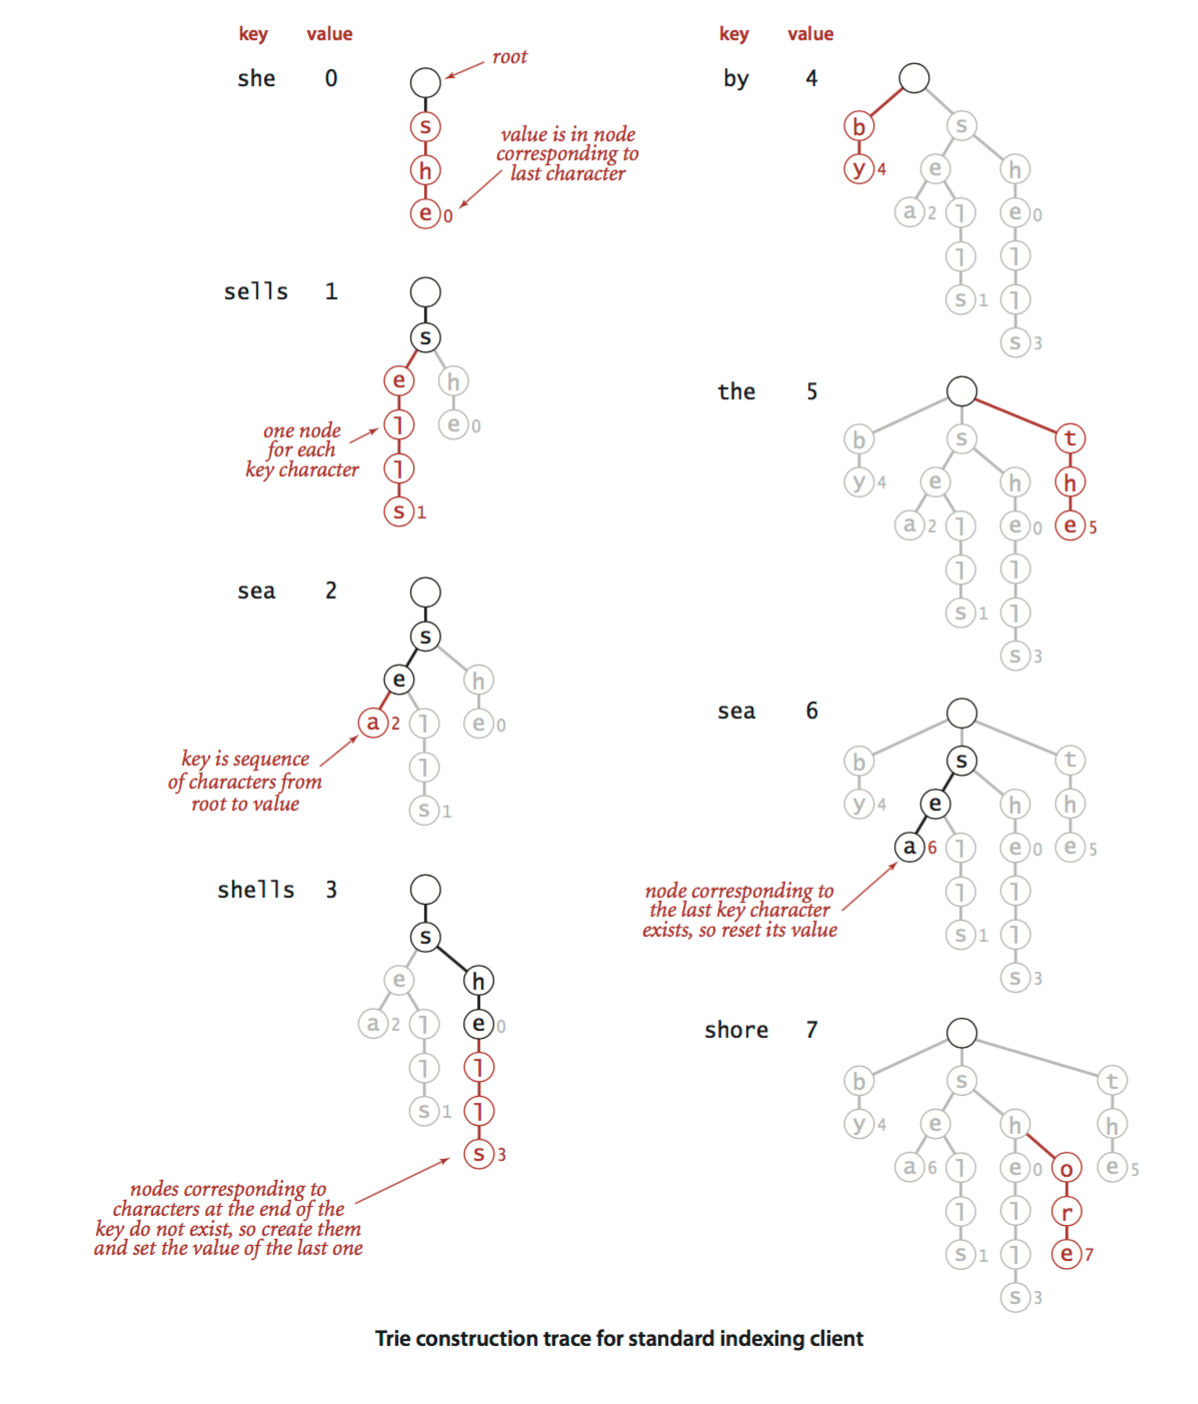 key value
she 0
root
s
h
e 0
value is in node
corresponding to
last character
sells 1
s
e h
l e 0
l
s 1
one node
for each
key character
sea 2
s
e h
a 2 l e 0
l
s 1
key is sequence
of characters from
root to value
shells 3
s
e h
a 2 l e 0
l l
s 1 l
s 3
nodes corresponding to
characters at the end of the
key do not exist, so create them
and set the value of the last one
key value
by 4
b s
y 4 e h
a 2 l e 0
l l
s 1 l
s 3
the 5
b s t
y 4 e h h
a 2 l e 0 e 5
l l
s 1 l
s 3
sea 6
b s t
y 4 e h h
a 6 l e 0 e 5
l l
s 1 l
s 3
node corresponding to
the last key character
exists, so reset its value
shore 7
b s t
y 4 e h h
a 6 l e 0 o e 5
l l r
s 1 l e 7
s 3
Trie construction trace for standard indexing client